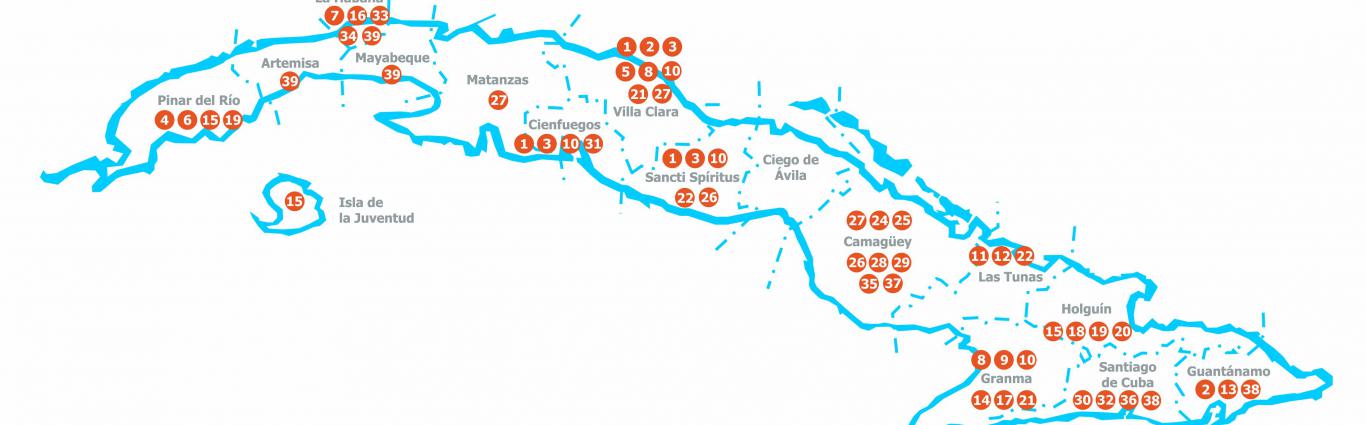 La Habana
7 16 33
34 39
Mayabeque
39
Artemisa
39
Pinar del Río
4 6 15 19
15
Isla de
la Juventud
Matanzas
27
Cienfuegos
1 3 10 31
1 2 3
5 8 10
21 27
Villa Clara
1 3 10
Sancti Spíritus
22 26
Ciego de
Ávila
27 24 25
Camagüey
26 28 29
35 37
11 12 22
Las Tunas
Holguín
15 18 19 20
8 9 10
Granma
14 17 21
Santiago
de Cuba
30 32 36 38
Guantánamo
2 13 38